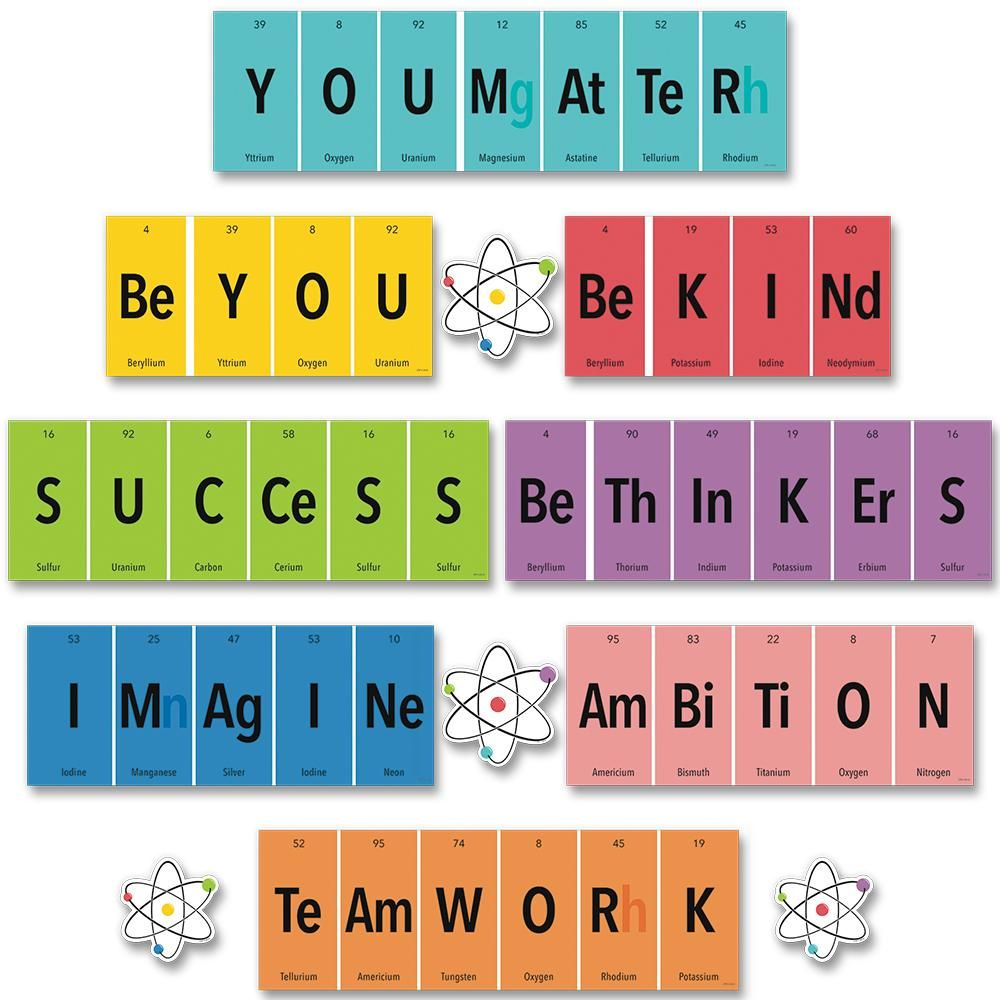 39 8 92 12 85 52 45
Y O U Mg At Te Rh
Yttrium Oxygen Uranium Magnesium Astatine Tellurium Rhodium
4 39 8 92
Be Y O U
Beryllium Yttrium Oxygen Uranium
4 19 53 60
Be K I Nd
Beryllium Potassium Iodine Neodymium
16 92 6 58 16 16
S U C Ce S S
Sulfur Uranium Carbon Cerium Sulfur Sulfur
4 90 49 19 68 16
Be Th In K Er S
Beryllium Thorium Indium Potassium Erbium Sulfur
53 25 47 53 10
I Mn Ag I Ne
Iodine Manganese Silver Iodine Neon
95 83 22 8 7
Am Bi Ti O N
Americium Bismuth Titanium Oxygen Nitrogen
52 95 74 8 45 19
Te Am W O Rh K
Tellurium Americium Tungsten Oxygen Rhodium Potassium